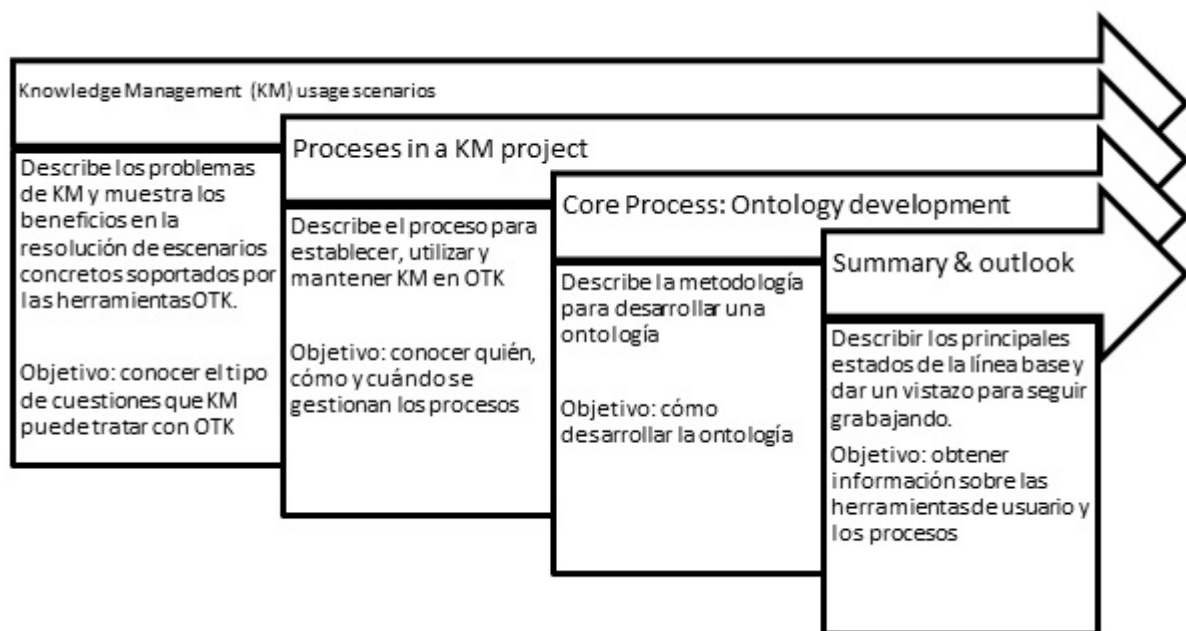 Knowledge Management (KM) usage scenarios
Describe los problemas
de KM y muestra los
beneficios en la
resolución de escenarios
concretos soportados por
las herramientas OTK.
Objetivo: conocer el tipo
de cuestiones que KM
puede tratar con OTK
Proceses in a KM project
Describe el proceso para
establecer, utilizar y
mantener KM en OTK
Objetivo: conocer quién,
cómo y cuándo se
gestionan los procesos
Core Process: Ontology development
Describe la metodología
para desarrollar una
ontología
Objetivo: cómo
desarrollar la ontología
Summary & outlook
Describir los principales
estados de la línea base y
dar un vistazo para seguir
grabajando.
Objetivo: obtener
información sobre las
herramientas de usuario y
los procesos